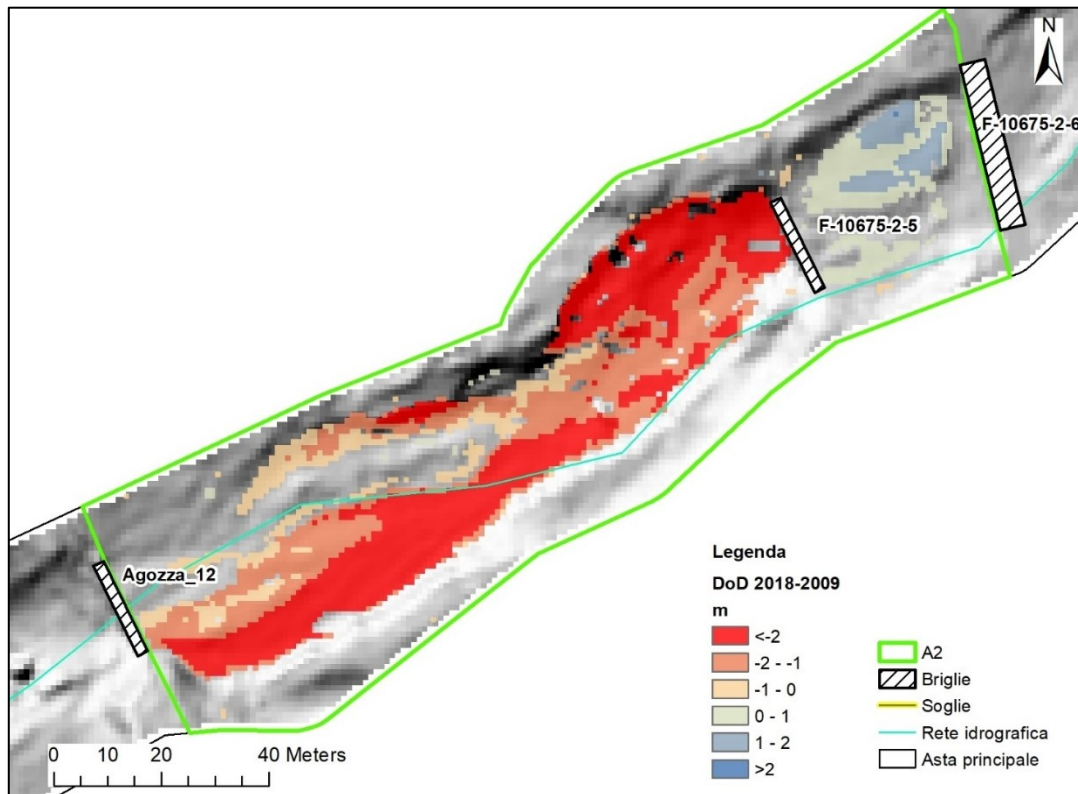 N
F-10675-2-6
F-10675-2-5
Agozza_12
Legenda
DoD 2018-2009
m
<-2
-2 - -1
-1 - 0
0 - 1
1 - 2
>2
A2
Briglie
Soglie
Rete idrografica
Asta principale
0 10 20 40 Meters